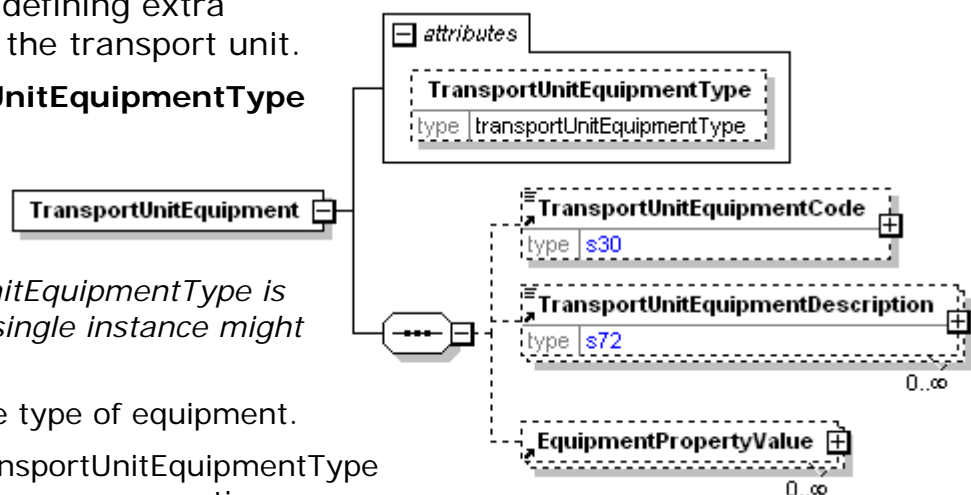 defining extra
the transport unit.
UnitEquipmentType
nitEquipmentType is
single instance might
e type of equipment.
nsportUnitEquipmentType
attributes
TransportUnitEquipmentType
type transportUnitEquipmentType
TransportUnitEquipment
TransportUnitEquipmentCode
type s30
TransportUnitEquipmentDescription
type s72
0..∞
EquipmentPropertyValue
0..∞